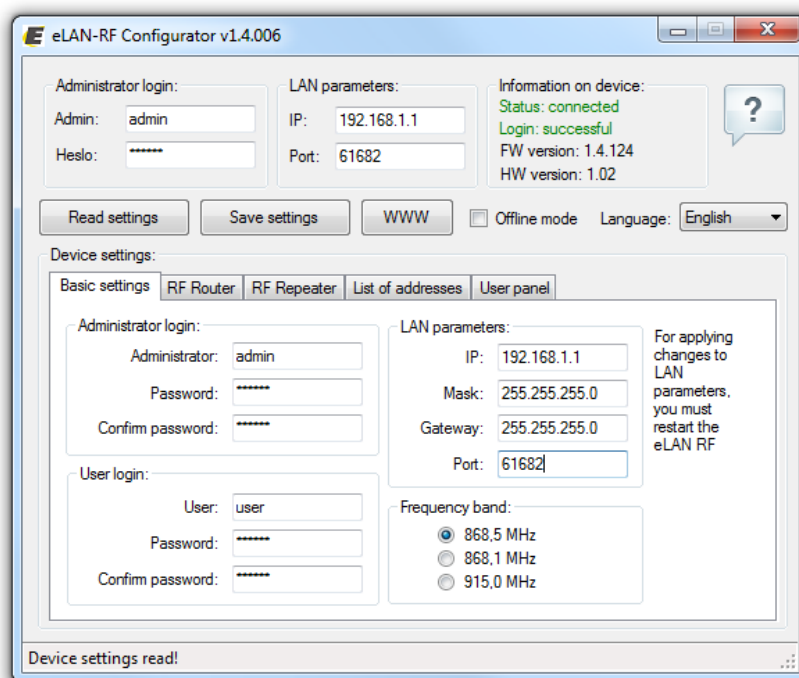 eLAN-RF Configurator v1.4.006
Administrator login:
Admin: admin
Heslo: ******
LAN parameters:
IP: 192.168.1.1
Port: 61682
Information on device:
Status: connected
Login: successful
FW version: 1.4.124
HW version: 1.02
?
Read settings
Save settings
WWW
Offline mode
Language: English
Device settings:
Basic settings
RF Router
RF Repeater
List of addresses
User panel
Administrator login:
Administrator: admin
Password: ******
Confirm password: ******
User login:
User: user
Password: ******
Confirm password: ******
LAN parameters:
IP: 192.168.1.1
Mask: 255.255.255.0
Gateway: 255.255.255.0
Port: 61682
Frequency band:
868,5 MHz
868,1 MHz
915,0 MHz
For applying
changes to
LAN
parameters,
you must
restart the
eLAN RF
Device settings read!